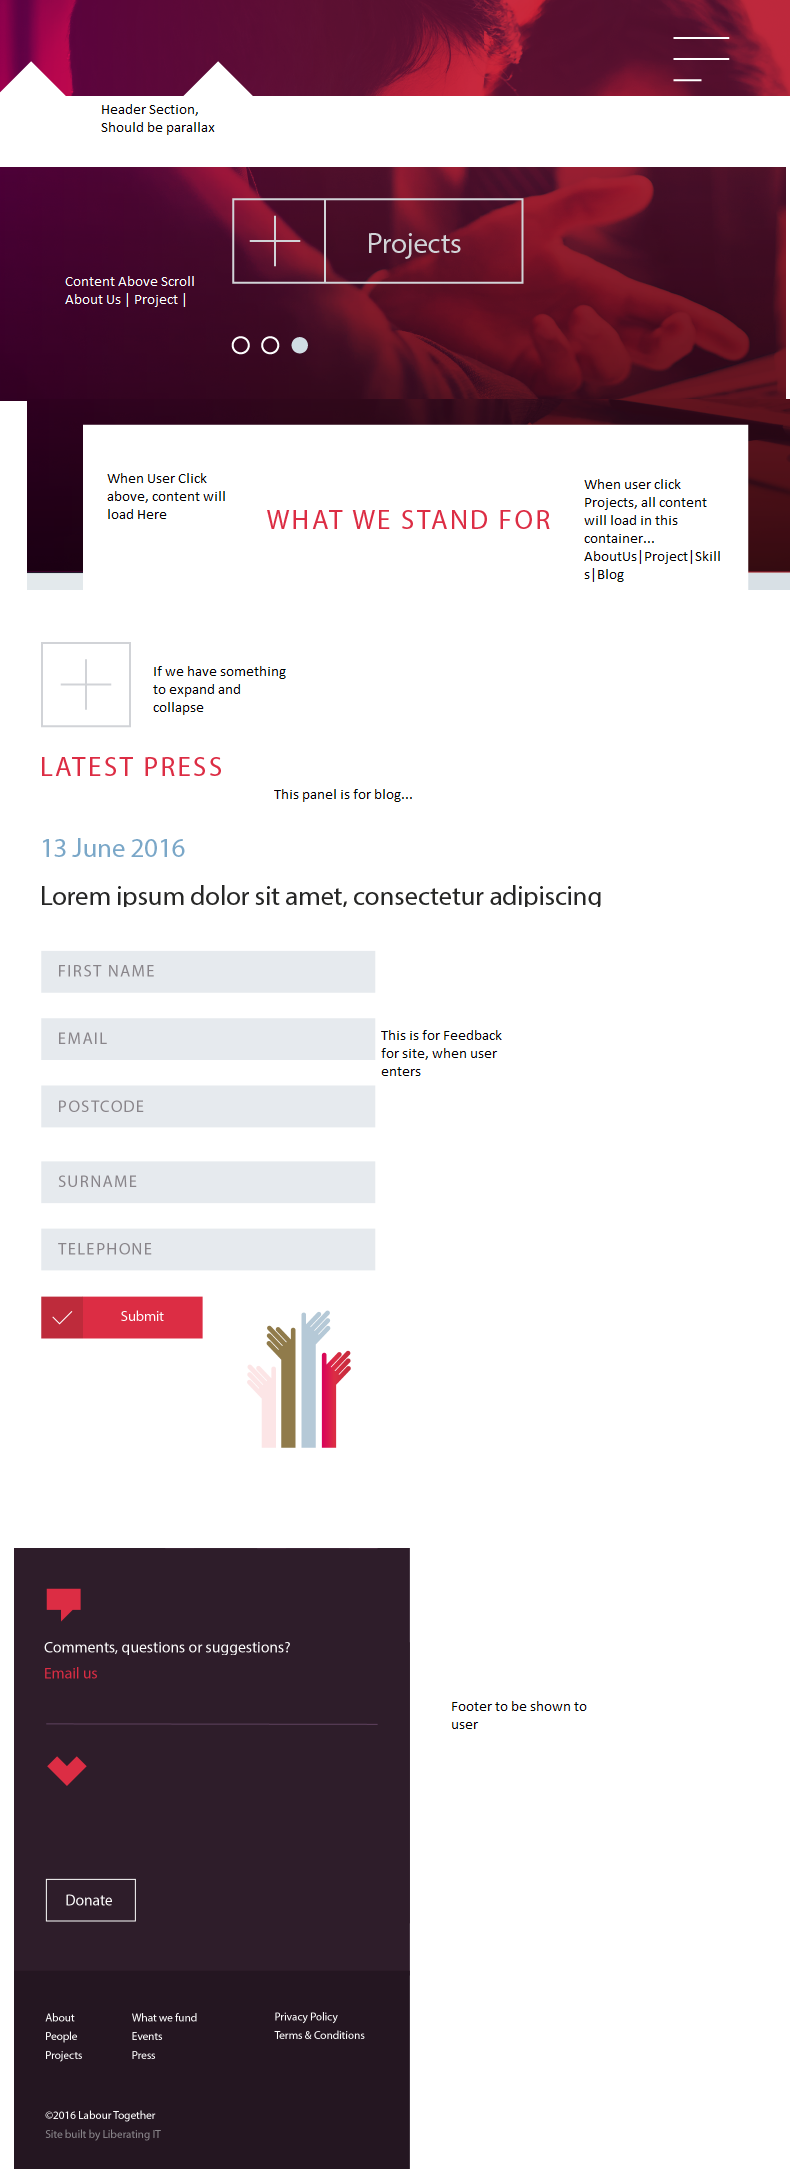 Header Section,
Should be parallax
Projects
Content Above Scroll
About Us | Project |
When User Click
above, content will
load Here
WHAT WE STAND FOR
When user click
Projects, all content
will load in this
container...
AboutUs|Project|Skill
s|Blog
If we have something
to expand and
collapse
LATEST PRESS
This panel is for blog...
13 June 2016
Lorem ipsum dolor sit amet, consectetur adipiscing
FIRST NAME
EMAIL
This is for Feedback
for site, when user
enters
POSTCODE
SURNAME
TELEPHONE
Submit
Comments, questions or suggestions?
Email us
Footer to be shown to
user
Donate
About
People
Projects
What we fund
Events
Press
Privacy Policy
Terms & Conditions
©2016 Labour Together
Site built by Liberating IT